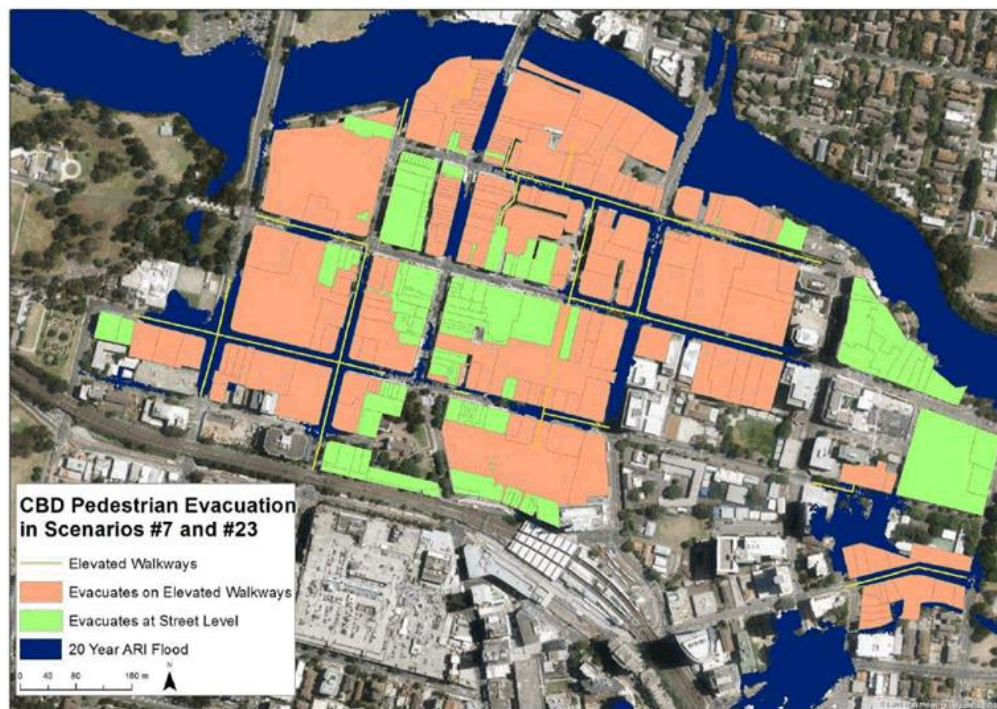 CBD Pedestrian Evacuation
in Scenarios #7 and #23
Elevated Walkways
Evacuates on Elevated Walkways
Evacuates at Street Level
20 Year ARI Flood
N
0 40 80 160 m